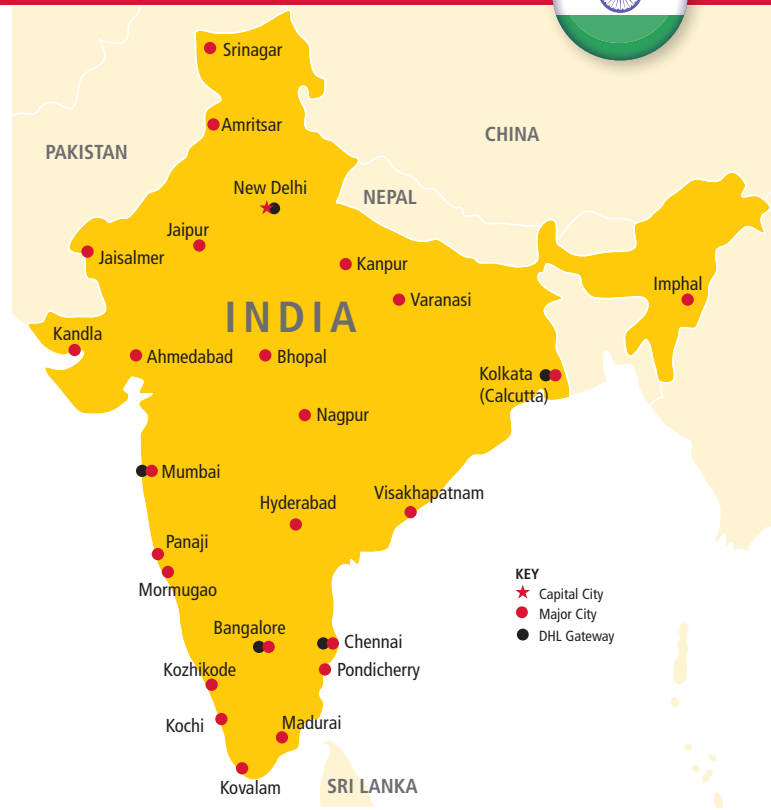 Srinagar
Amritsar
PAKISTAN
CHINA
New Delhi
NEPAL
Jaipur
Jaisalmer
Kanpur
Imphal
Varanasi
INDIA
Kandla
Ahmedabad
Bhopal
Kolkata
(Calcutta)
Nagpur
Mumbai
Visakhapatnam
Hyderabad
Panaji
Mormugao
KEY
Capital City
Major City
DHL Gateway
Bangalore
Chennai
Kozhikode
Pondicherry
Kochi
Madurai
Kovalam
SRI LANKA